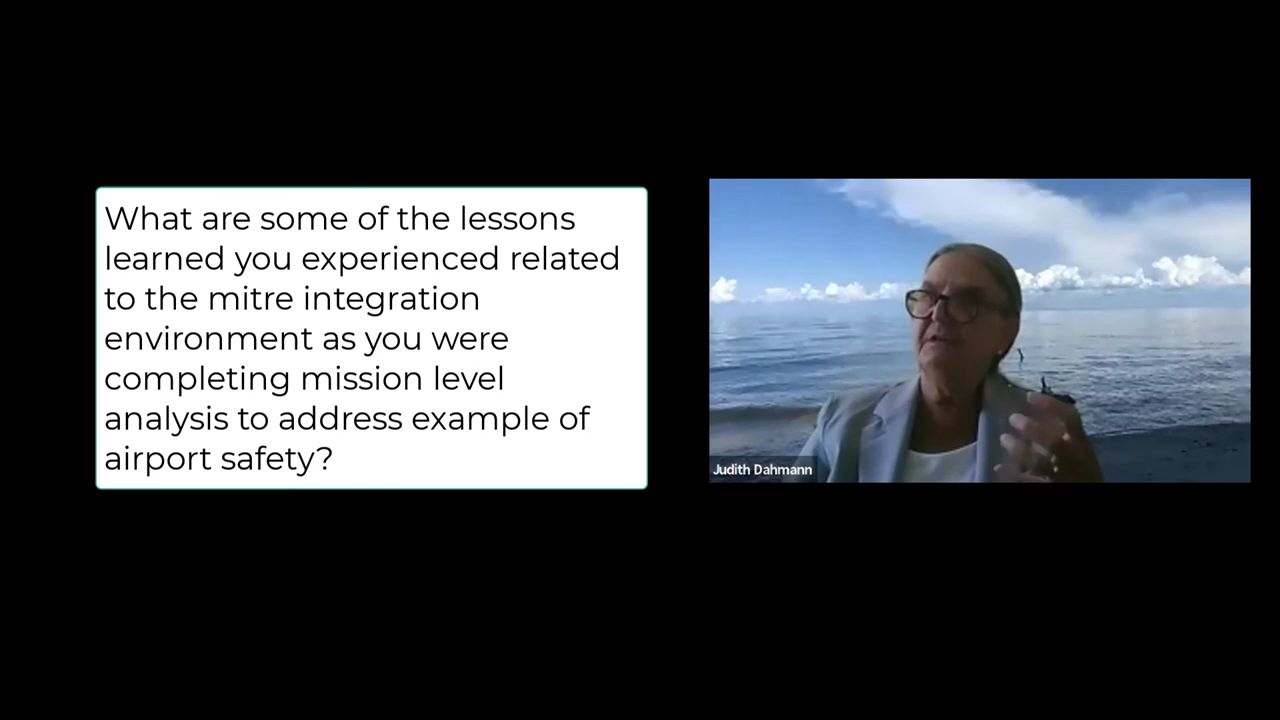 What are some of the lessons
learned you experienced related
to the mitre integration
environment as you were
completing mission level
analysis to address example of
airport safety?
Judith Dahmann